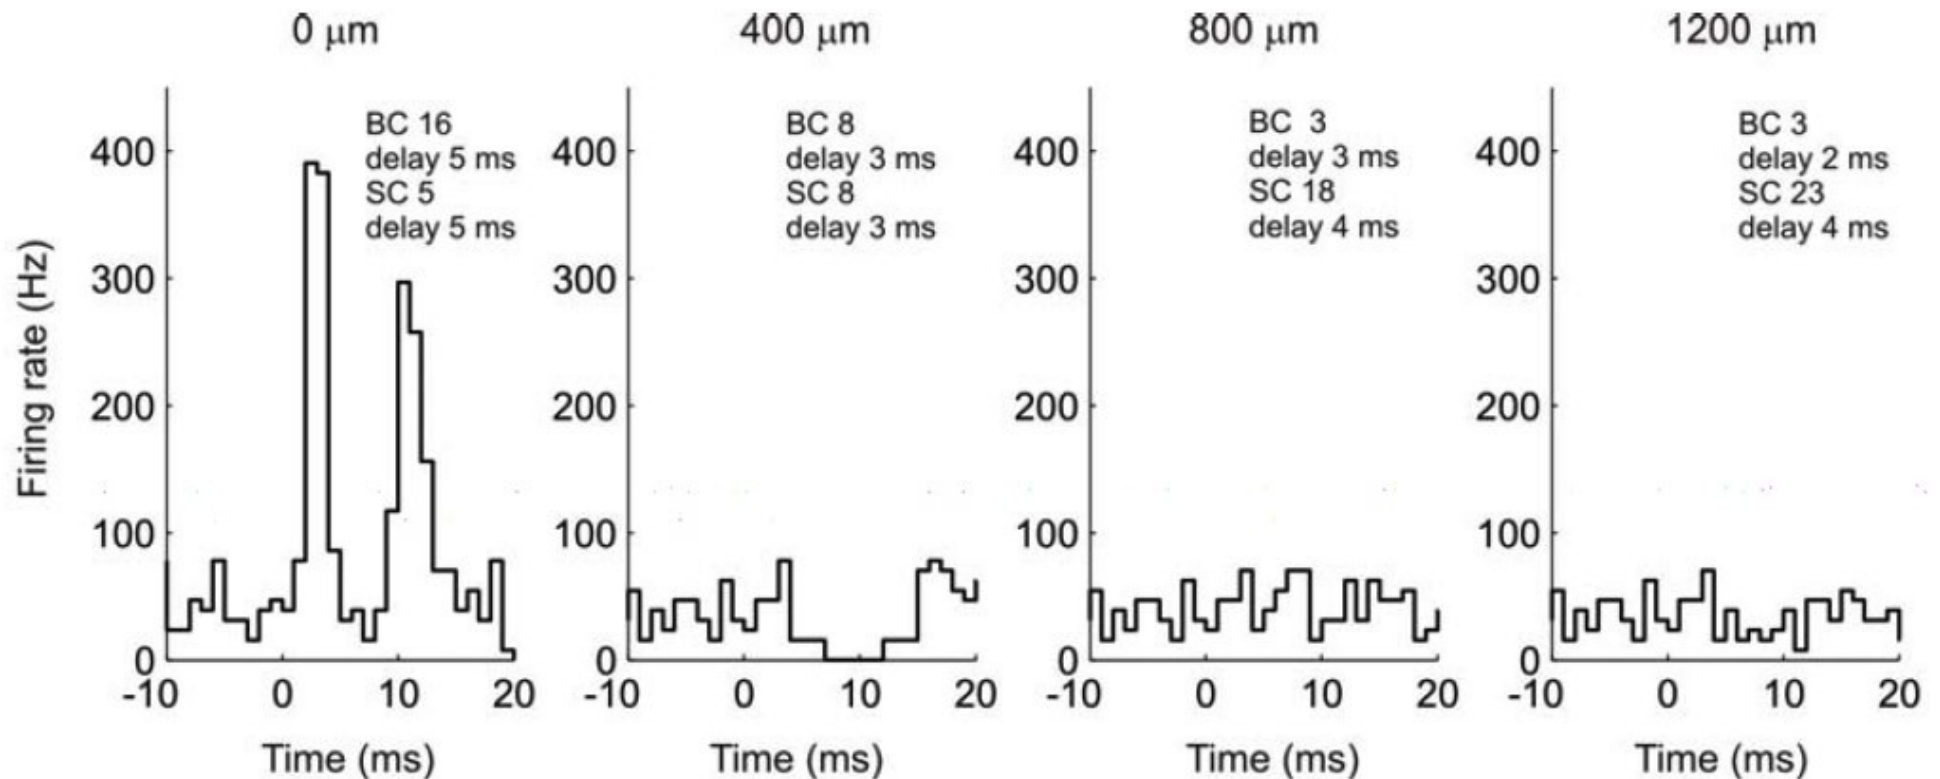 0 μm
400 μm
800 μm
1200 μm
BC 16
delay 5 ms
SC 5
delay 5 ms
BC 8
delay 3 ms
SC 8
delay 3 ms
BC 3
delay 3 ms
SC 18
delay 4 ms
BC 3
delay 2 ms
SC 23
delay 4 ms
Firing rate (Hz)
400
300
200
100
0
-10 0 10 20
Time (ms)
400
300
200
100
0
-10 0 10 20
Time (ms)
400
300
200
100
0
-10 0 10 20
Time (ms)
400
300
200
100
0
-10 0 10 20
Time (ms)